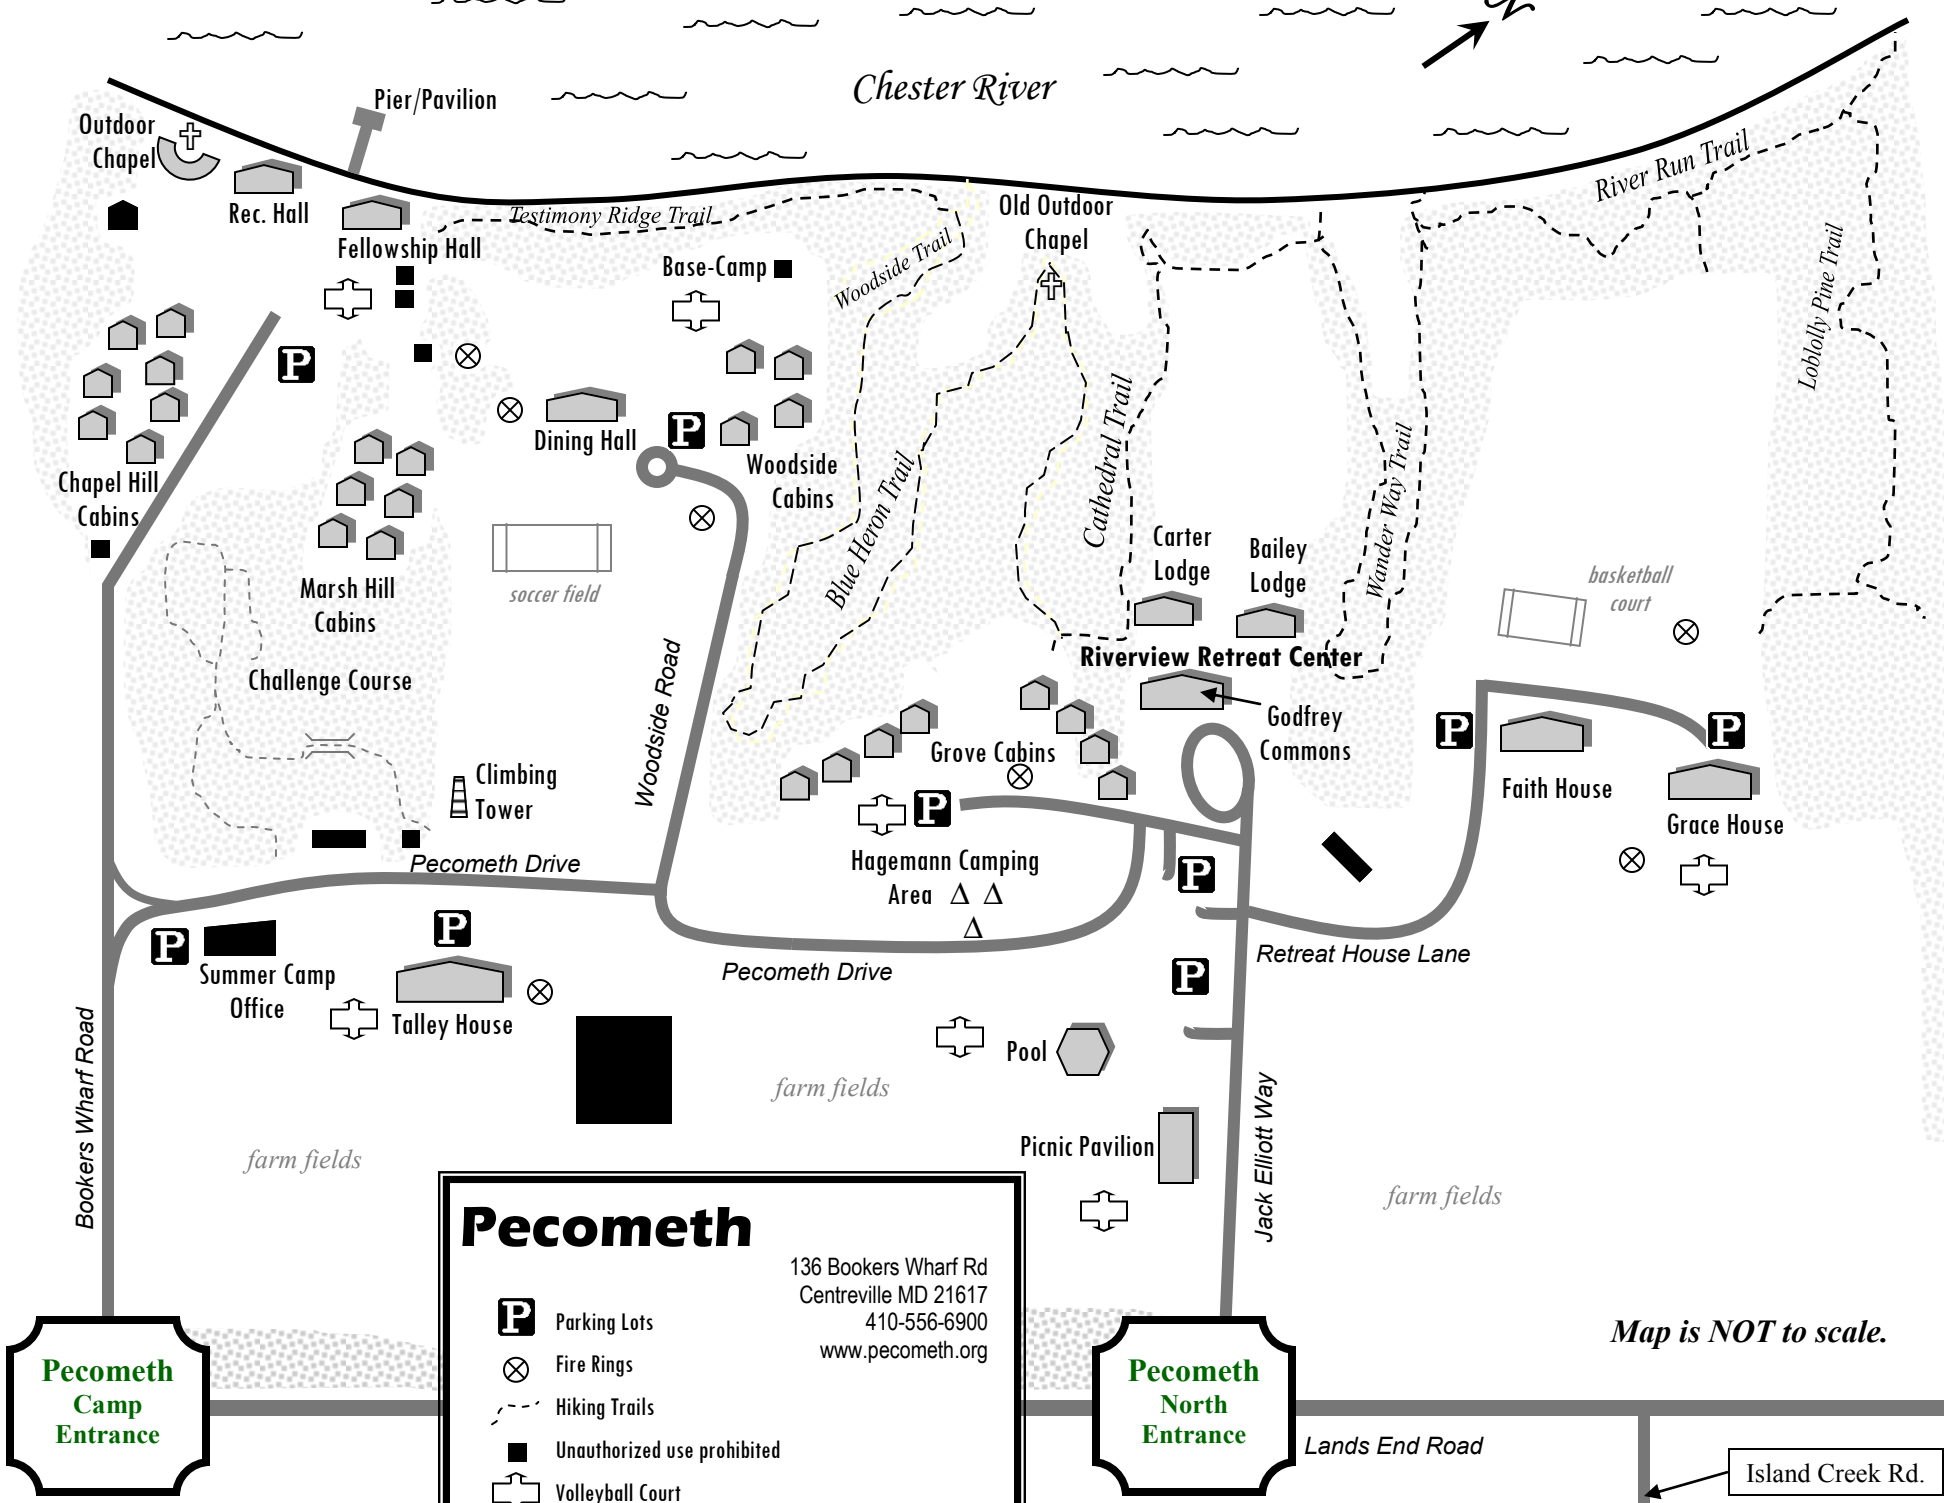 Chester River
Pier/Pavilion
Outdoor
Chapel
Rec. Hall
Fellowship Hall
Testimony Ridge Trail
Base-Camp
Woodside Trail
Old Outdoor
Chapel
River Run Trail
Loblolly Pine Trail
P
Dining Hall
P
Woodside
Cabins
Chapel Hill
Cabins
Marsh Hill
Cabins
soccer field
Blue Heron Trail
Cathedral Trail
Wander Way Trail
Carter
Lodge
Bailey
Lodge
basketball
court
Riverview Retreat Center
Challenge Course
Woodside Road
Godfrey
Commons
Grove Cabins
P
Faith House
P
Grace House
Climbing
Tower
P
Pecometh Drive
Hagemann Camping
Area
P
P
Summer Camp
Office
P
Talley House
Pecometh Drive
Retreat House Lane
P
Pool
farm fields
farm fields
Bookers Wharf Road
Picnic Pavilion
Jack Elliott Way
farm fields
Pecometh
136 Bookers Wharf Rd
Centreville MD 21617
410-556-6900
www.pecometh.org
P Parking Lots
Fire Rings
Hiking Trails
Unauthorized use prohibited
Volleyball Court
Map is NOT to scale.
Pecometh
Camp
Entrance
Pecometh
North
Entrance
Lands End Road
Island Creek Rd.